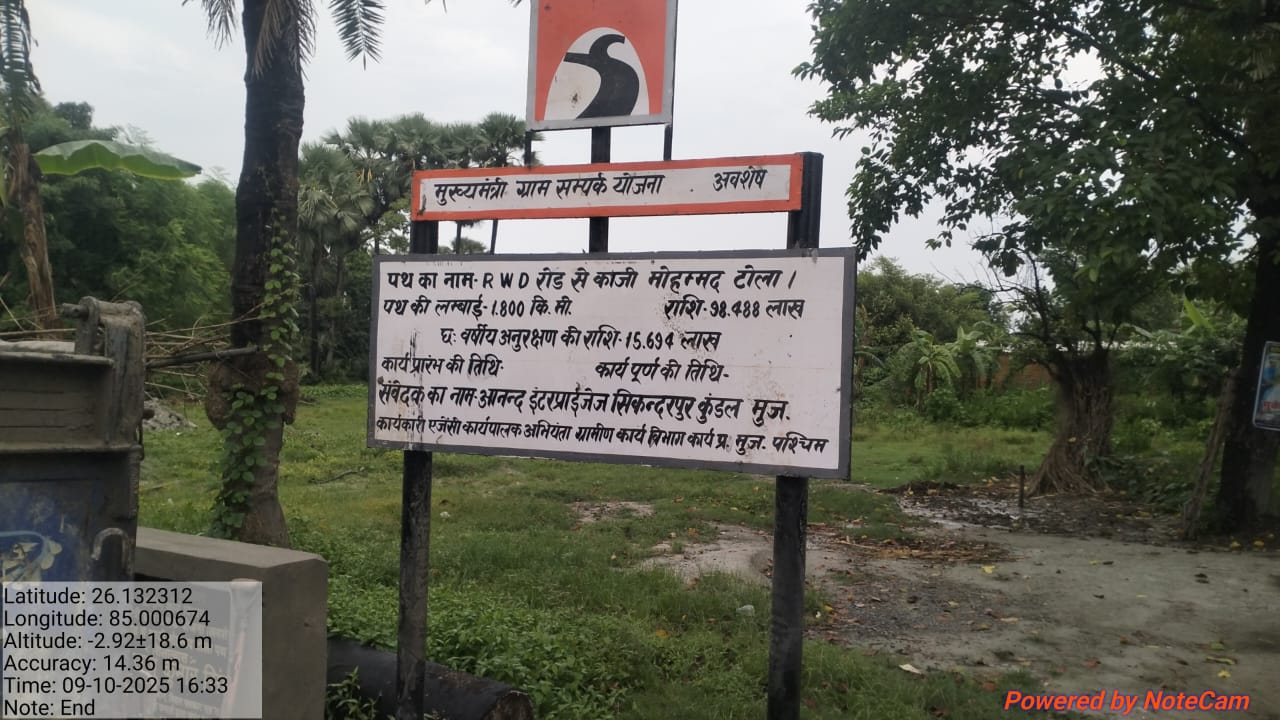 मुख्यमंत्री ग्राम सम्पर्क योजना . अवशेष
पथ का नाम- R W D रोड से काजी मोहम्मद टोला ।
पथ की लम्बाई- 1.800 कि. मी. राशि- 98.488 लाख
घः वर्षीय अनुरक्षण की राशि- 15.694 लाख
कार्य प्रारंभ की तिथि- कार्य पूर्ण की तिथि-
संवेदक का नाम- आनन्द इंटरप्राईजेज सिकन्दरपुर कुंडल मुज.
कार्यकारी एजेंसी कार्यपालक अभियंता ग्रामीण कार्य विभाग कार्य प्र. मुज. पश्चिम
Latitude: 26.132312
Longitude: 85.000674
Altitude: -2.92±18.6 m
Accuracy: 14.36 m
Time: 09-10-2025 16:33
Note: End
Powered by NoteCam